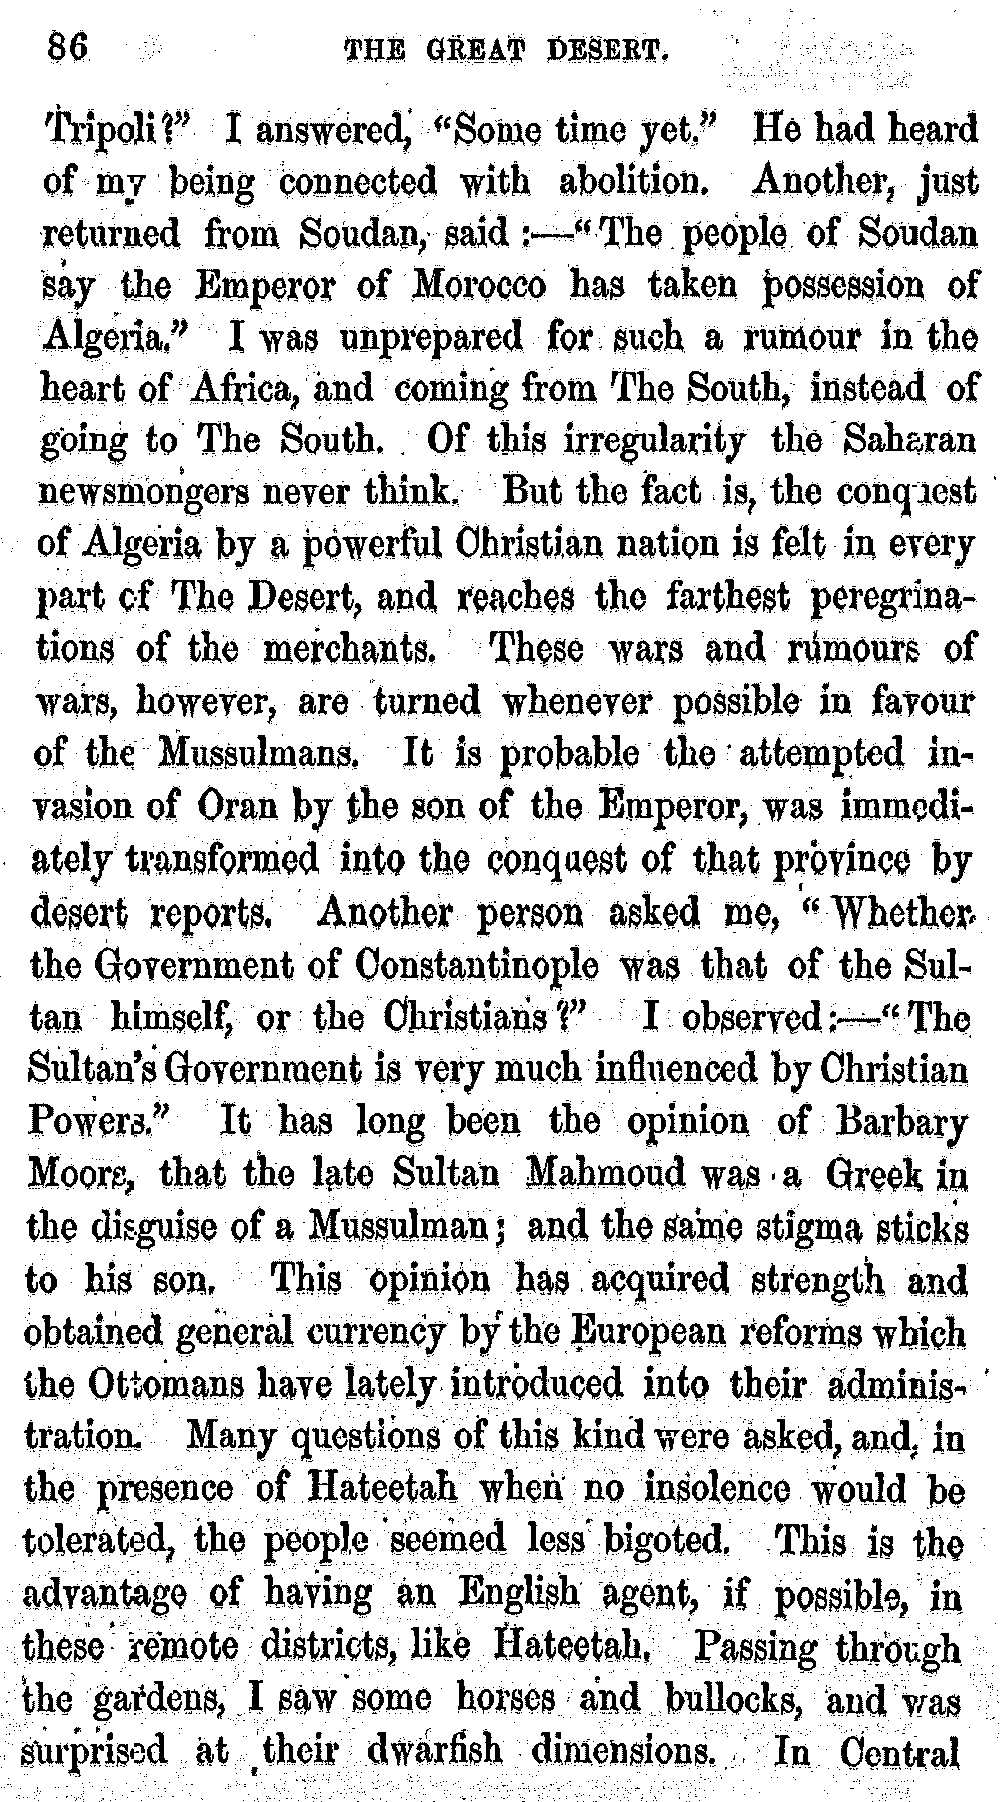 86 THE GREAT DESERT.
Tripoli?" I answered, "Some time yet." He had heard
of my being connected with abolition. Another, just
returned from Soudan, said :—"The people of Soudan
say the Emperor of Morocco has taken possession of
Algeria." I was unprepared for such a rumour in the
heart of Africa, and coming from The South, instead of
going to The South. Of this irregularity the Saharan
newsmongers never think. But the fact is, the conquest
of Algeria by a powerful Christian nation is felt in every
part of The Desert, and reaches the farthest peregrina-
tions of the merchants. These wars and rumours of
wars, however, are turned whenever possible in favour
of the Mussulmans. It is probable the attempted in-
vasion of Oran by the son of the Emperor, was immedi-
ately transformed into the conquest of that province by
desert reports. Another person asked me, "Whether
the Government of Constantinople was that of the Sul-
tan himself, or the Christians?" I observed:—"The
Sultan's Government is very much influenced by Christian
Powers." It has long been the opinion of Barbary
Moors, that the late Sultan Mahmoud was a Greek in
the disguise of a Mussulman; and the same stigma sticks
to his son. This opinion has acquired strength and
obtained general currency by the European reforms which
the Ottomans have lately introduced into their adminis-
tration. Many questions of this kind were asked, and, in
the presence of Hateetah when no insolence would be
tolerated, the people seemed less bigoted. This is the
advantage of having an English agent, if possible, in
these remote districts, like Hateetah. Passing through
the gardens, I saw some horses and bullocks, and was
surprised at their dwarfish dimensions. In Central